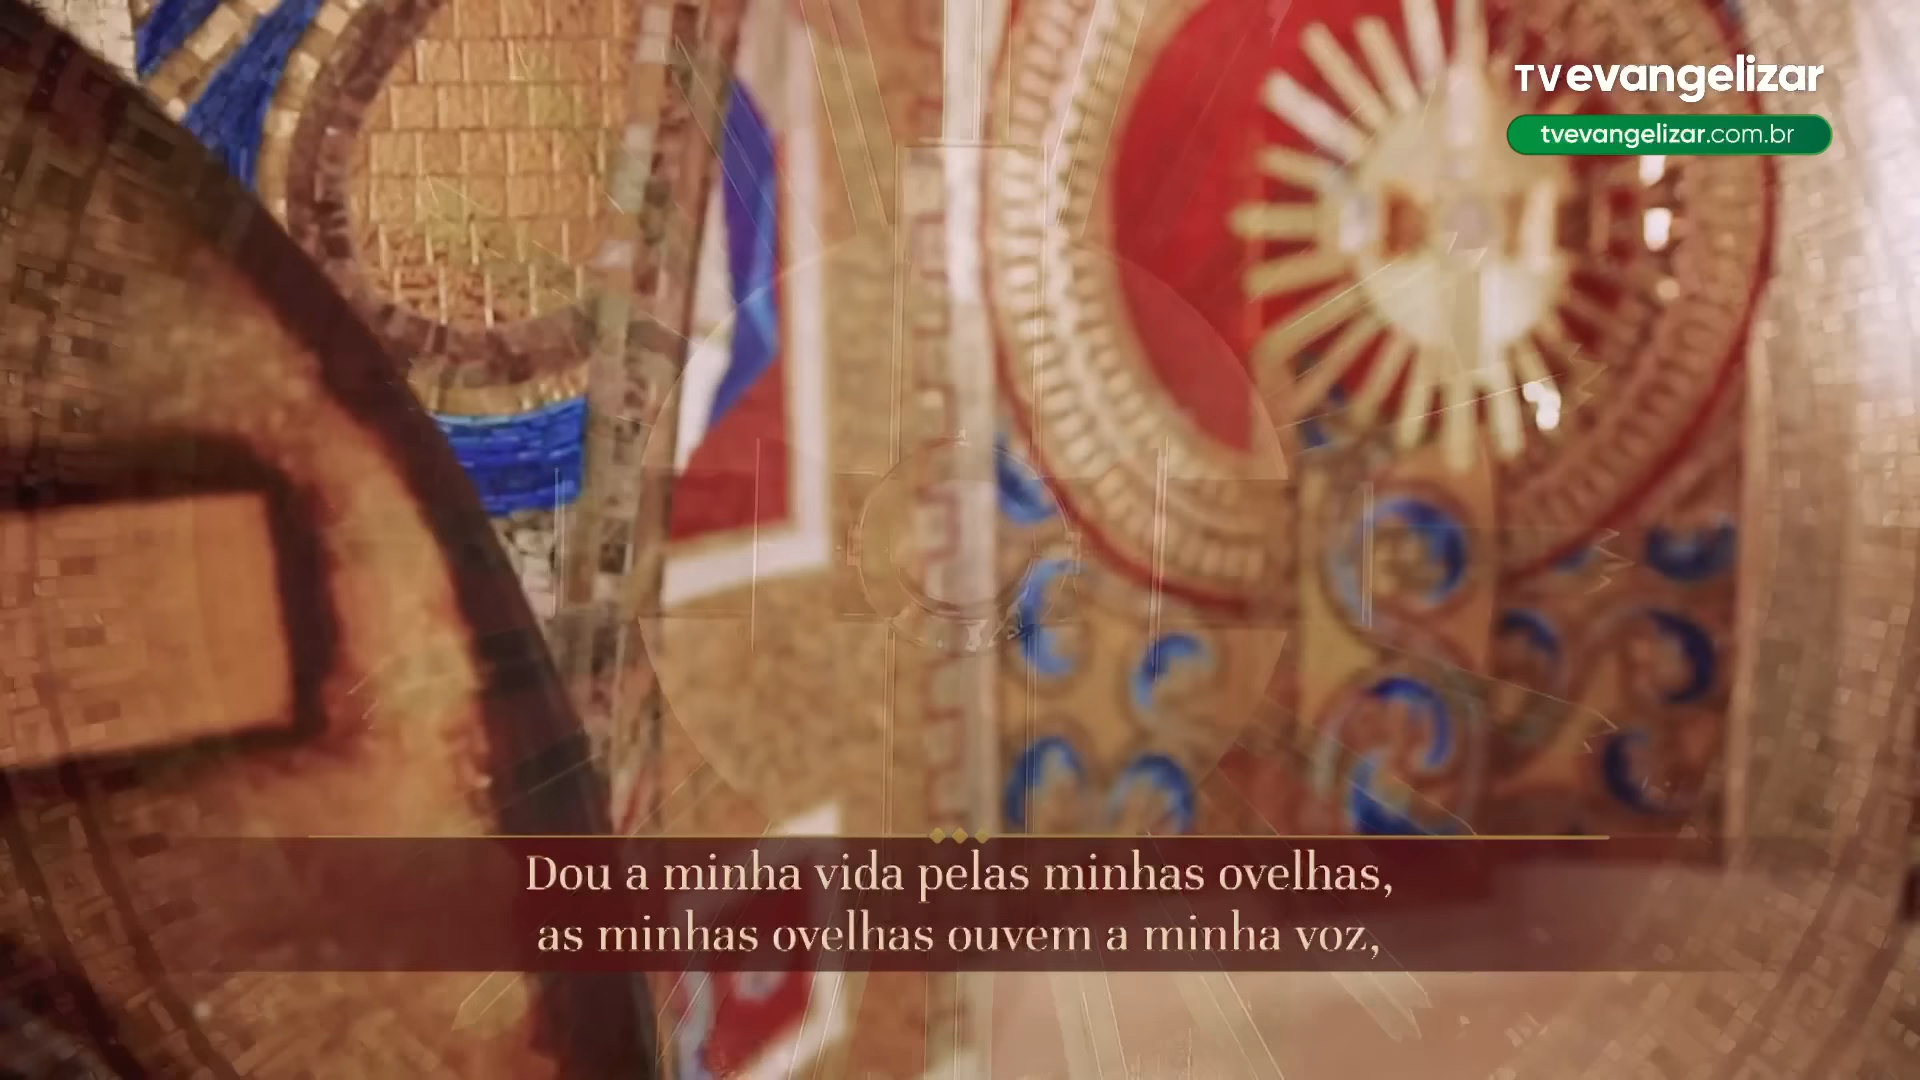 TVevangelizar
tvevangelizar.com.br
Dou a minha vida pelas minhas ovelhas,
as minhas ovelhas ouvem a minha voz,